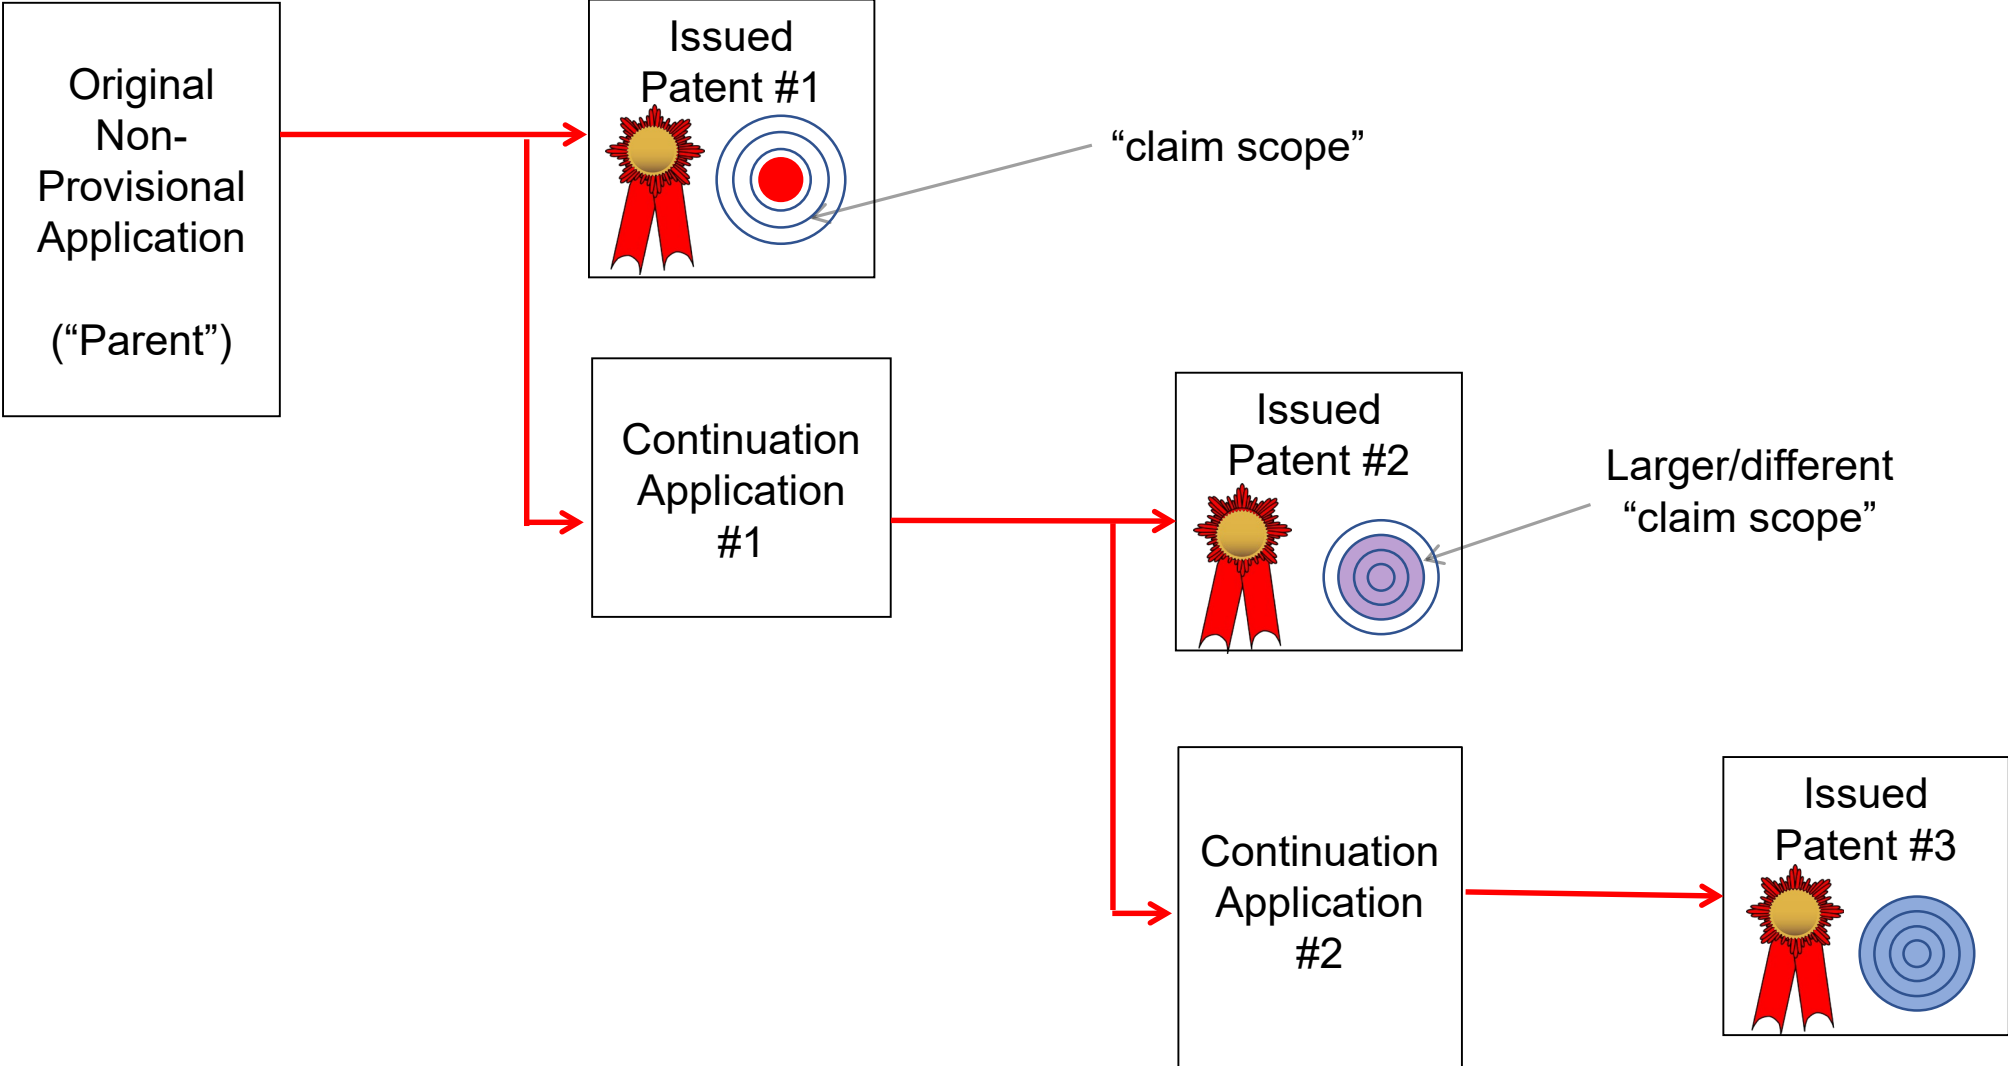 Original
Non-
Provisional
Application
(“Parent”)
Issued
Patent #1
“claim scope”
Continuation
Application
#1
Issued
Patent #2
Larger/different
“claim scope”
Continuation
Application
#2
Issued
Patent #3